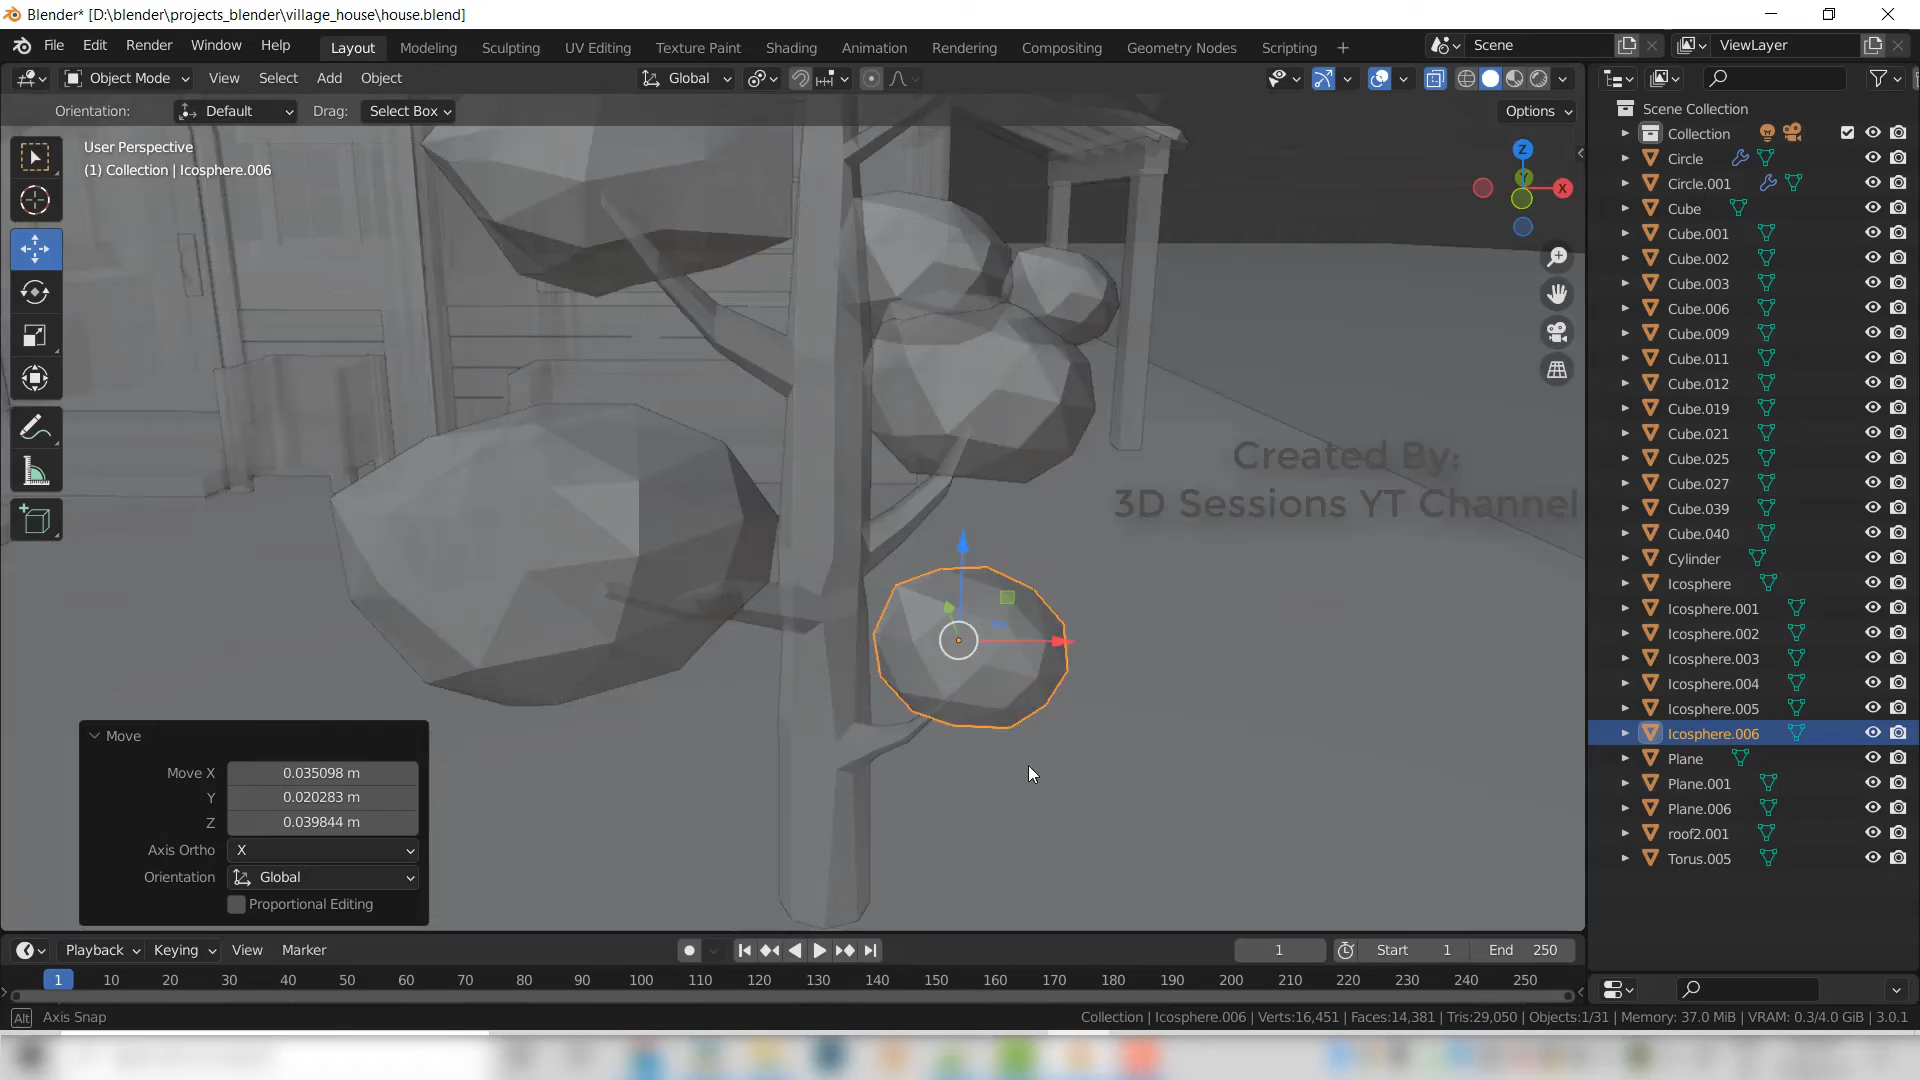 Blender* [D:\blender\projects_blender\village_house\house.blend]
File Edit Render Window Help Layout Modeling Sculpting UV Editing Texture Paint Shading Animation Rendering Compositing Geometry Nodes Scripting + Scene ViewLayer
Object Mode View Select Add Object Global
Orientation: Default Drag: Select Box Options
User Perspective
(1) Collection | Icosphere.006
Z
Y
X
Created By:
3D Sessions YT Channel
Scene Collection
Collection
Circle
Circle.001
Cube
Cube.001
Cube.002
Cube.003
Cube.006
Cube.009
Cube.011
Cube.012
Cube.019
Cube.021
Cube.025
Cube.027
Cube.039
Cube.040
Cylinder
Icosphere
Icosphere.001
Icosphere.002
Icosphere.003
Icosphere.004
Icosphere.005
Icosphere.006
Plane
Plane.001
Plane.006
roof2.001
Torus.005
Move
Move X 0.035098 m
Y 0.020283 m
Z 0.039844 m
Axis Ortho X
Orientation Global
Proportional Editing
Playback Keying View Marker 1 Start 1 End 250
1 10 20 30 40 50 60 70 80 90 100 110 120 130 140 150 160 170 180 190 200 210 220 230 240 250
Alt Axis Snap
Collection | Icosphere.006 | Verts:16,451 | Faces:14,381 | Tris:29,050 | Objects:1/31 | Memory: 37.0 MiB | VRAM: 0.3/4.0 GiB | 3.0.1